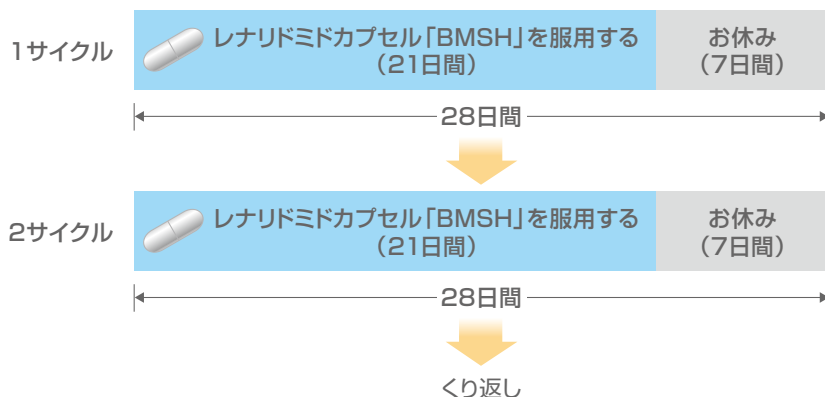 1サイクル
レナリドミドカプセル「BMSH」を服用する
(21日間)
お休み
(7日間)
28日間
2サイクル
レナリドミドカプセル「BMSH」を服用する
(21日間)
お休み
(7日間)
28日間
くり返し